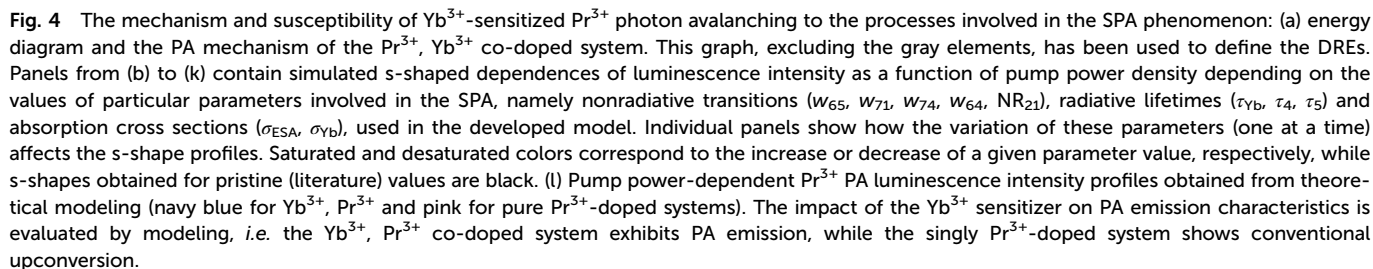 Fig. 4 The mechanism and susceptibility of Yb³⁺-sensitized Pr³⁺ photon avalanching to the processes involved in the SPA phenomenon: (a) energy
diagram and the PA mechanism of the Pr³⁺, Yb³⁺ co-doped system. This graph, excluding the gray elements, has been used to define the DREs.
Panels from (b) to (k) contain simulated s-shaped dependences of luminescence intensity as a function of pump power density depending on the
values of particular parameters involved in the SPA, namely nonradiative transitions (w₆₅, w₇₁, w₇₄, w₆₄, NR₂₁), radiative lifetimes (τYb, τ₄, τ₅) and
absorption cross sections (σESA, σYb), used in the developed model. Individual panels show how the variation of these parameters (one at a time)
affects the s-shape profiles. Saturated and desaturated colors correspond to the increase or decrease of a given parameter value, respectively, while
s-shapes obtained for pristine (literature) values are black. (l) Pump power-dependent Pr³⁺ PA luminescence intensity profiles obtained from theore-
tical modeling (navy blue for Yb³⁺, Pr³⁺ and pink for pure Pr³⁺-doped systems). The impact of the Yb³⁺ sensitizer on PA emission characteristics is
evaluated by modeling, i.e. the Yb³⁺, Pr³⁺ co-doped system exhibits PA emission, while the singly Pr³⁺-doped system shows conventional
upconversion.